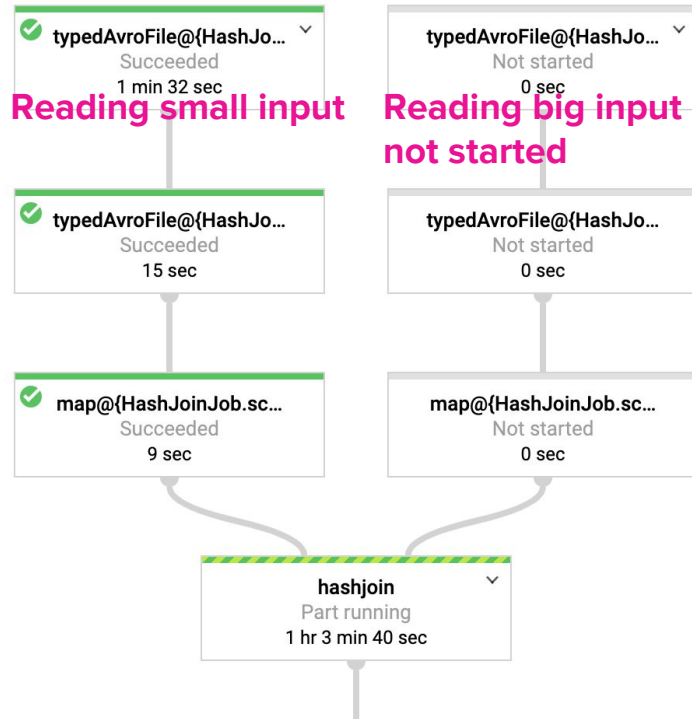 typedAvroFile@{HashJo...
Succeeded
1 min 32 sec
Reading small input
typedAvroFile@{HashJo...
Not started
0 sec
Reading big input
not started
typedAvroFile@{HashJo...
Succeeded
15 sec
typedAvroFile@{HashJo...
Not started
0 sec
map@{HashJoinJob.sc...
Succeeded
9 sec
map@{HashJoinJob.sc...
Not started
0 sec
hashjoin
Part running
1 hr 3 min 40 sec